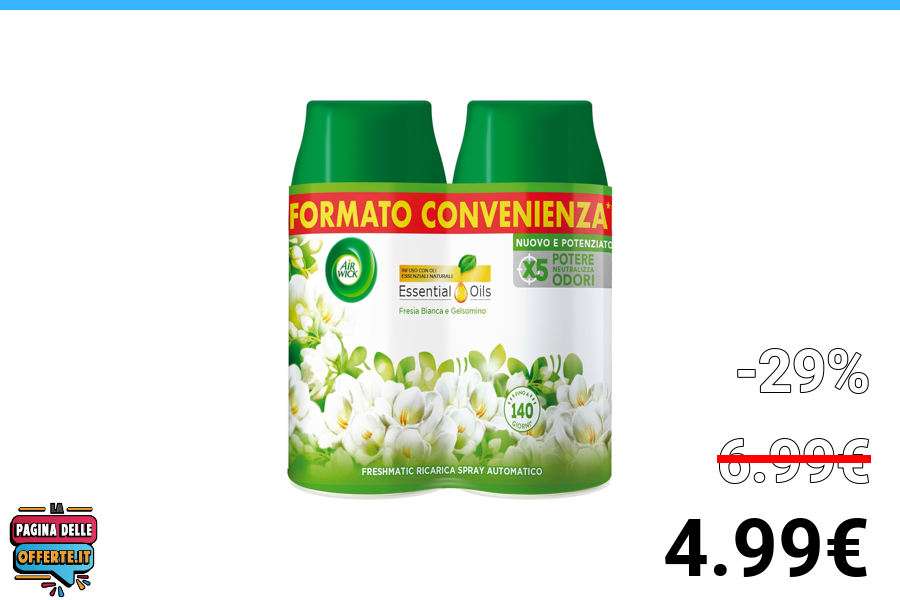 FORMATO CONVENIENZA*
NUOVO E POTENZIATO
X5 POTERE
NEUTRALIZZA
ODORI
AIR
WICK
INFUSO CON OLI
ESSENZIALI NATURALI
Essential Oils
Fresia Bianca e Gelsomino
FINO A
140
GIORNI
FRESHMATIC RICARICA SPRAY AUTOMATICO
-29%
6.99€
4.99€
LA
PAGINA DELLE
OFFERTE.IT